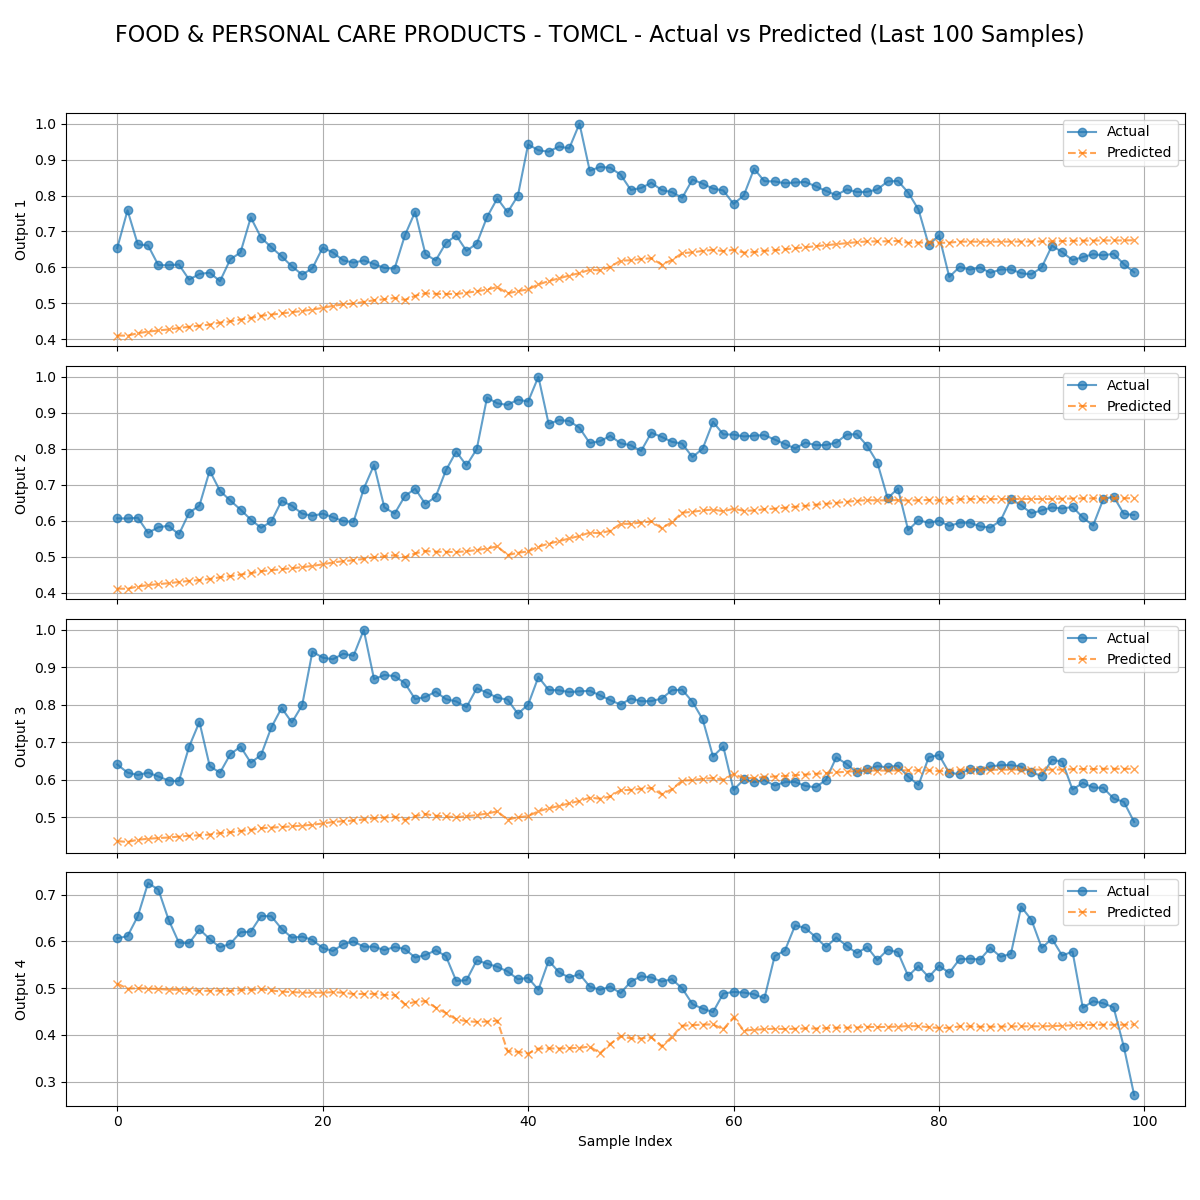 FOOD & PERSONAL CARE PRODUCTS - TOMCL - Actual vs Predicted (Last 100 Samples)
1.0
0.9
0.8
0.7
0.6
0.5
0.4
Output 1
Actual
Predicted
1.0
0.9
0.8
0.7
0.6
0.5
0.4
Output 2
Actual
Predicted
1.0
0.9
0.8
0.7
0.6
0.5
Output 3
Actual
Predicted
0.7
0.6
0.5
0.4
0.3
Output 4
Actual
Predicted
0 20 40 60 80 100
Sample Index